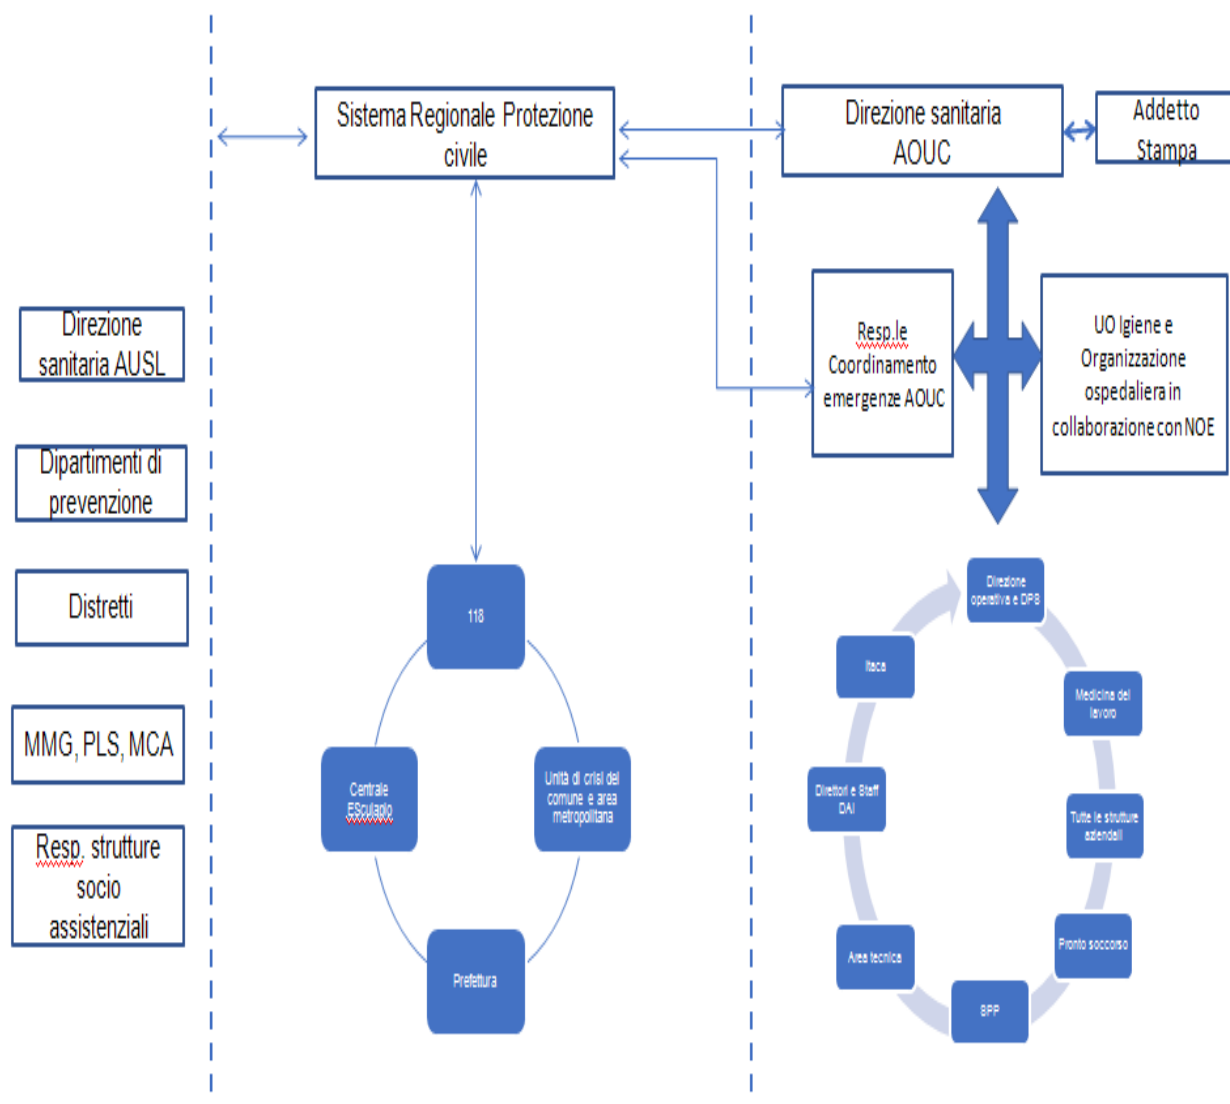 Sistema Regionale Protezione
civile
Direzione sanitaria
AOUC
Addetto
Stampa
Direzione
sanitaria AUSL
Dipartimenti di
prevenzione
Distretti
MMG, PLS, MCA
Resp. strutture
socio
assistenziali
Resp.le
Coordinamento
emergenze AOUC
UO Igiene e
Organizzazione
ospedaliera in
collaborazione con NOE
118
Centrale
ESculapio
Unità di crisi del
comune e area
metropolitana
Prefettura
Direzione
operativa e DPS
Medicina del
lavoro
Tutte le strutture
aziendali
Pronto soccorso
SPP
Area tecnica
Direttori e Staff
DAI
Itaca